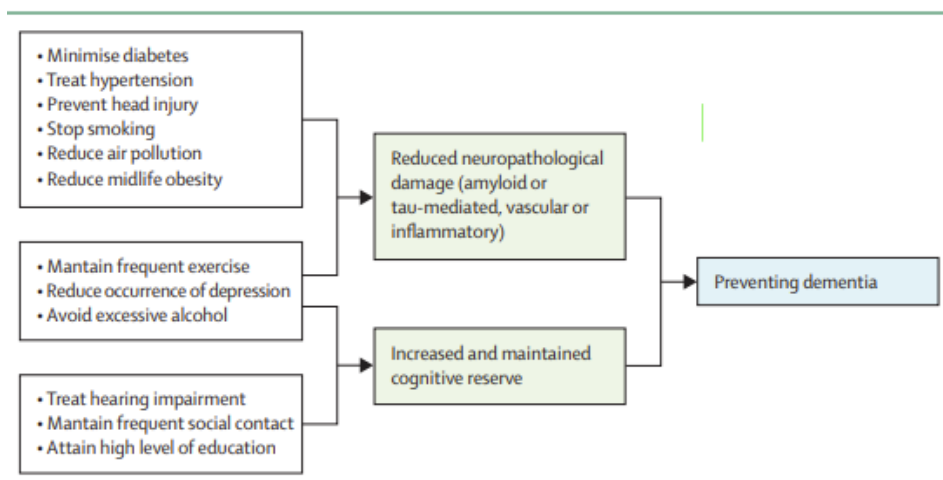 • Minimise diabetes
• Treat hypertension
• Prevent head injury
• Stop smoking
• Reduce air pollution
• Reduce midlife obesity
• Mantain frequent exercise
• Reduce occurrence of depression
• Avoid excessive alcohol
• Treat hearing impairment
• Mantain frequent social contact
• Attain high level of education
Reduced neuropathological
damage (amyloid or
tau-mediated, vascular or
inflammatory)
Increased and maintained
cognitive reserve
Preventing dementia